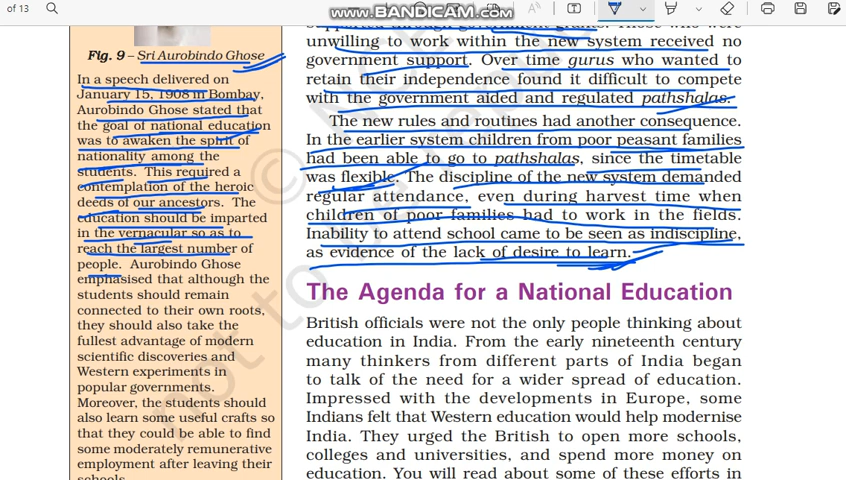 of 13
WWW.BANDICAM.COM
Fig. 9 – Sri Aurobindo Ghose
In a speech delivered on
January 15, 1908 in Bombay,
Aurobindo Ghose stated that
the goal of national education
was to awaken the spirit of
nationality among the
students. This required a
contemplation of the heroic
deeds of our ancestors. The
education should be imparted
in the vernacular so as to
reach the largest number of
people. Aurobindo Ghose
emphasised that although the
students should remain
connected to their own roots,
they should also take the
fullest advantage of modern
scientific discoveries and
Western experiments in
popular governments.
Moreover, the students should
also learn some useful crafts so
that they could be able to find
some moderately remunerative
employment after leaving their
schools.
supported through government grants. Those who were
unwilling to work within the new system received no
government support. Over time gurus who wanted to
retain their independence found it difficult to compete
with the government aided and regulated pathshalas.
The new rules and routines had another consequence.
In the earlier system children from poor peasant families
had been able to go to pathshalas, since the timetable
was flexible. The discipline of the new system demanded
regular attendance, even during harvest time when
children of poor families had to work in the fields.
Inability to attend school came to be seen as indiscipline,
as evidence of the lack of desire to learn.
The Agenda for a National Education
British officials were not the only people thinking about
education in India. From the early nineteenth century
many thinkers from different parts of India began
to talk of the need for a wider spread of education.
Impressed with the developments in Europe, some
Indians felt that Western education would help modernise
India. They urged the British to open more schools,
colleges and universities, and spend more money on
education. You will read about some of these efforts in